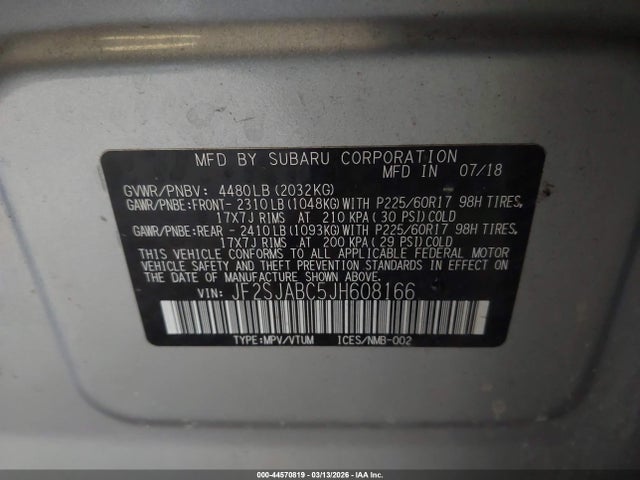 MFD BY SUBARU CORPORATION
MFD IN 07/18
GVWR/PNBV: 4480LB (2032KG)
GAWR/PNBE:FRONT- 2310LB (1048KG) WITH P225/60R17 98H TIRES,
17X7J RIMS AT 210 KPA (30 PSI) COLD
GAWR/PNBE:REAR - 2410LB (1093KG) WITH P225/60R17 98H TIRES,
17X7J RIMS AT 200 KPA (29 PSI) COLD
THIS VEHICLE CONFORMS TO ALL APPLICABLE FEDERAL MOTOR
VEHICLE SAFETY AND THEFT PREVENTION STANDARDS IN EFFECT
ON THE DATE OF MANUFACTURE SHOWN ABOVE.
VIN: JF2SJABC5JH608166
TYPE:MPV/VTUM ICES/NMB-002
000-44570819 - 03/13/2026 - IAA Inc.